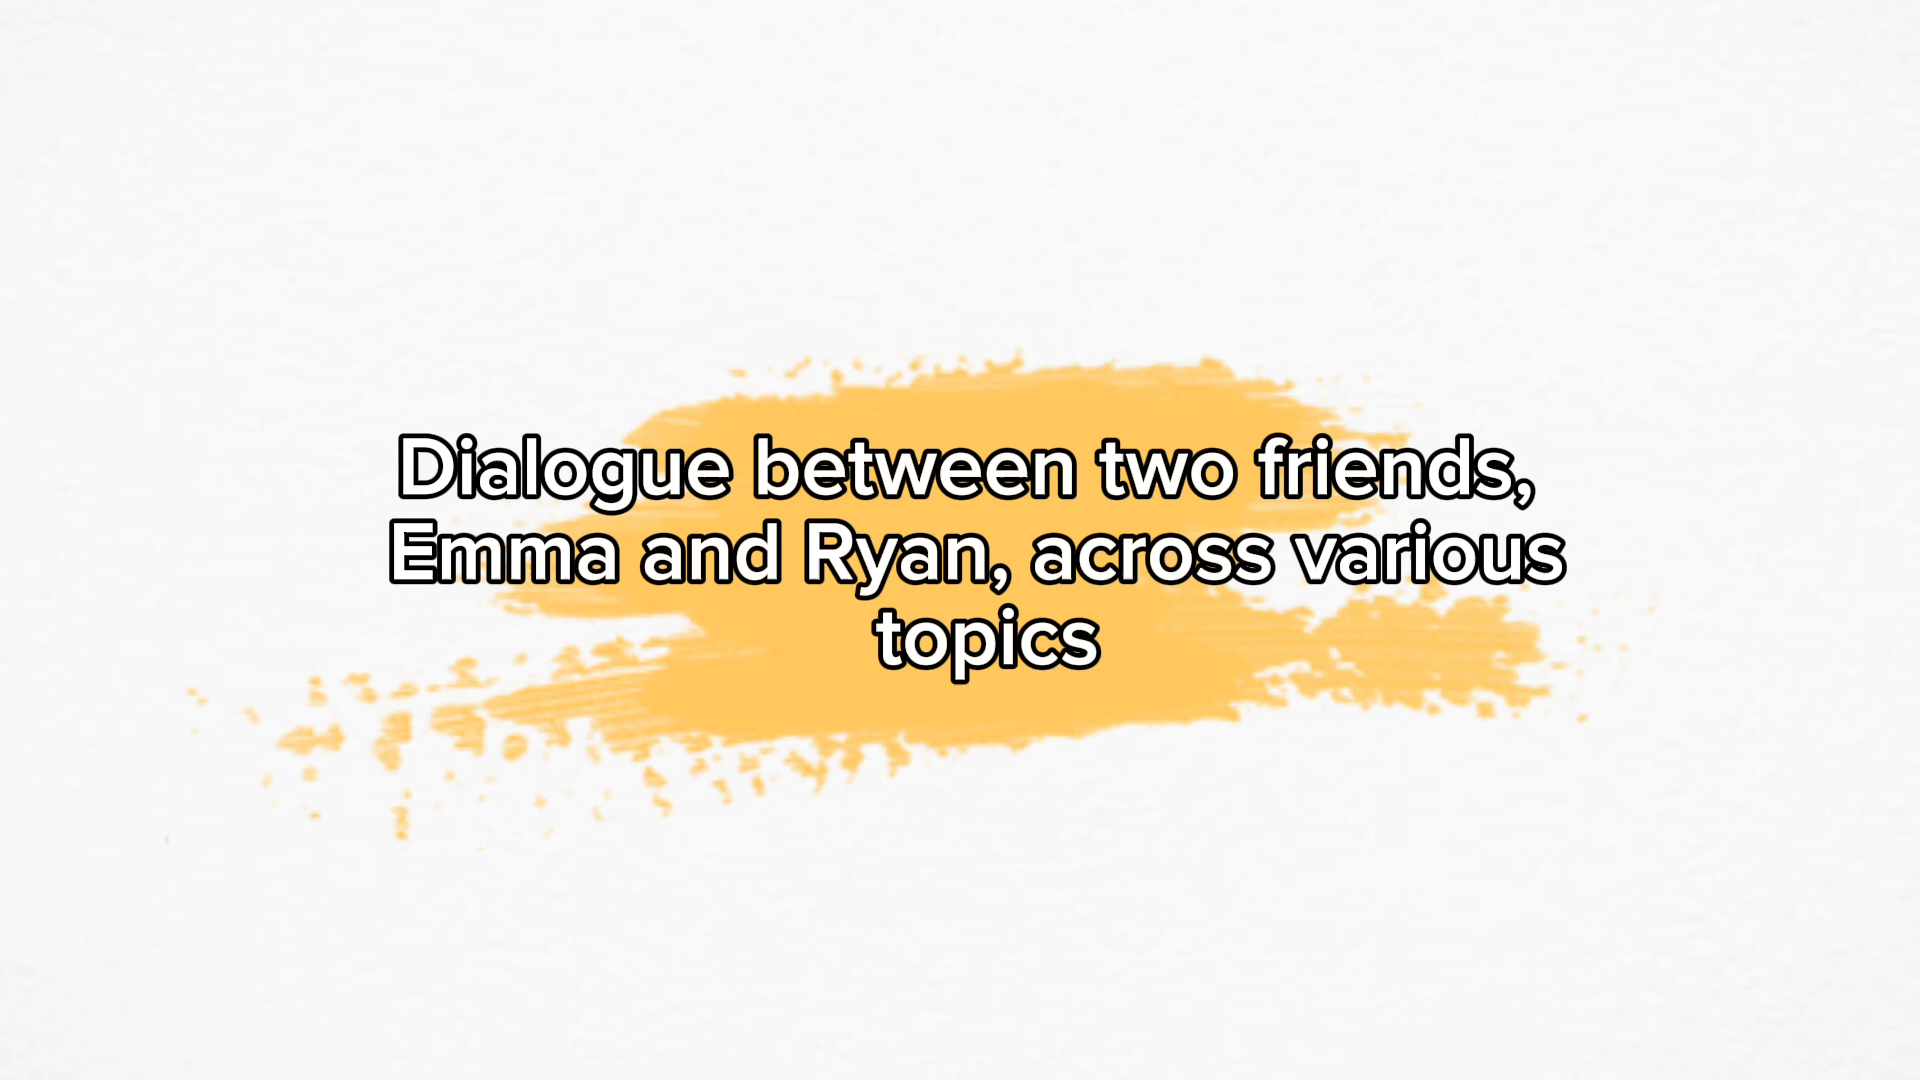 Dialogue between two friends,
Emma and Ryan, across various
topics